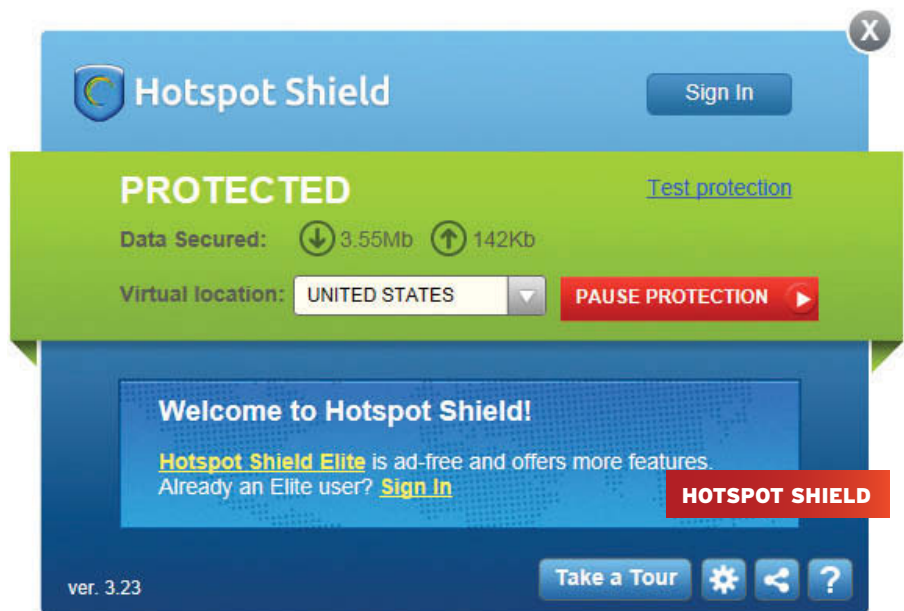 X
Hotspot Shield
Sign In
PROTECTED
Test protection
Data Secured: 3.55Mb 142Kb
Virtual location: UNITED STATES PAUSE PROTECTION
Welcome to Hotspot Shield!
Hotspot Shield Elite is ad-free and offers more features.
Already an Elite user? Sign In
HOTSPOT SHIELD
ver. 3.23
Take a Tour ?